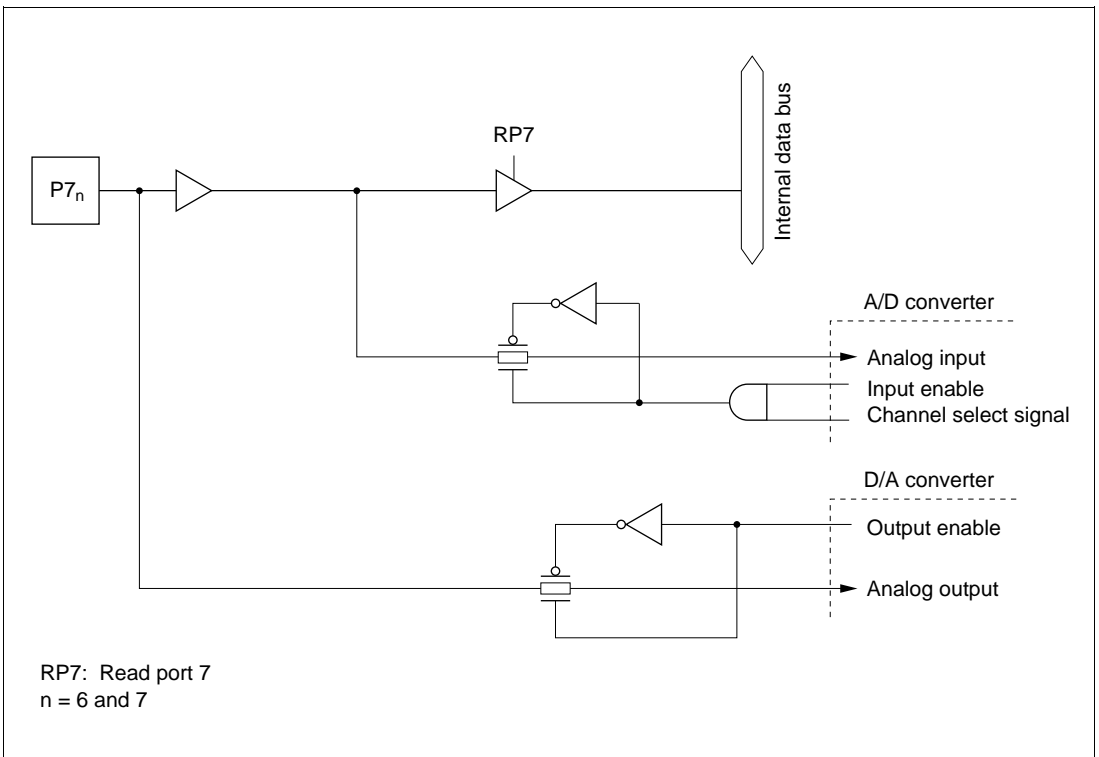 RP7
P7n
Internal data bus
A/D converter
Analog input
Input enable
Channel select signal
D/A converter
Output enable
Analog output
RP7: Read port 7
n = 6 and 7